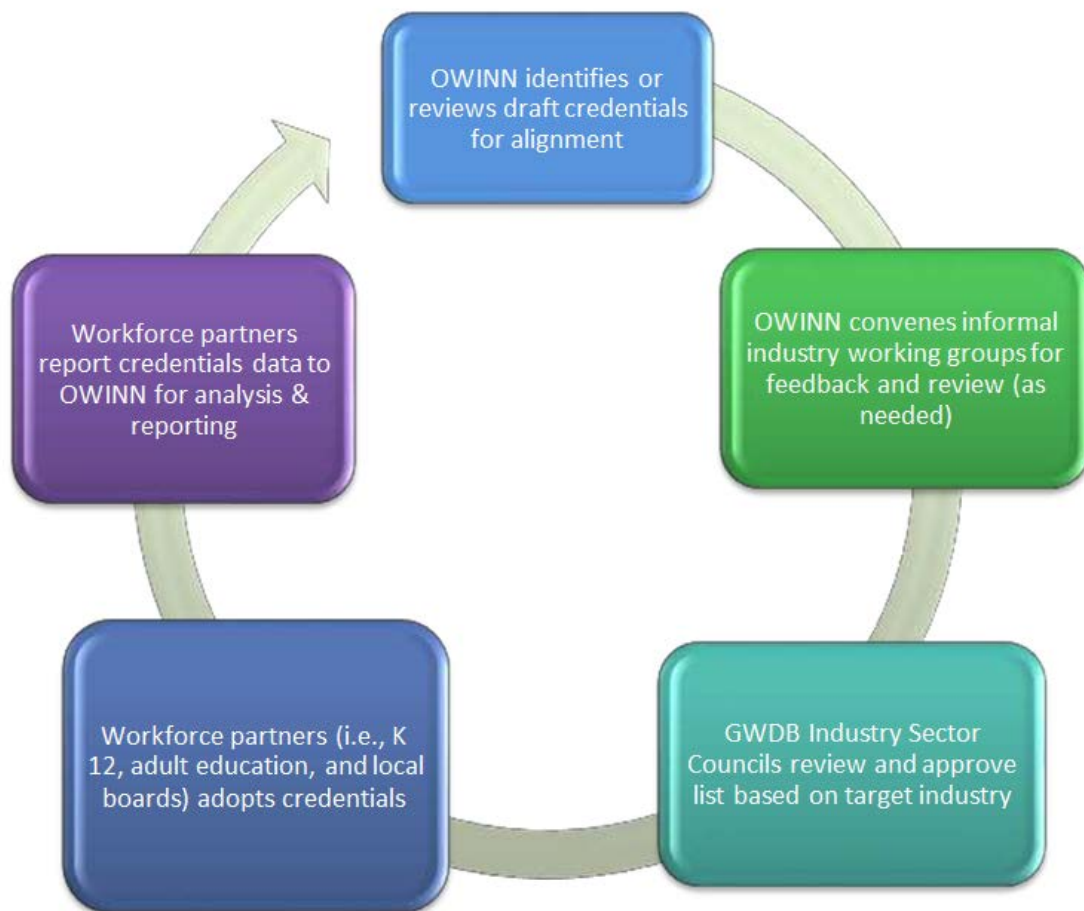 OWINN identifies or
reviews draft credentials
for alignment
OWINN convenes informal
industry working groups for
feedback and review (as
needed)
GWDB Industry Sector
Councils review and approve
list based on target industry
Workforce partners (i.e., K
12, adult education, and local
boards) adopts credentials
Workforce partners
report credentials data to
OWINN for analysis &
reporting